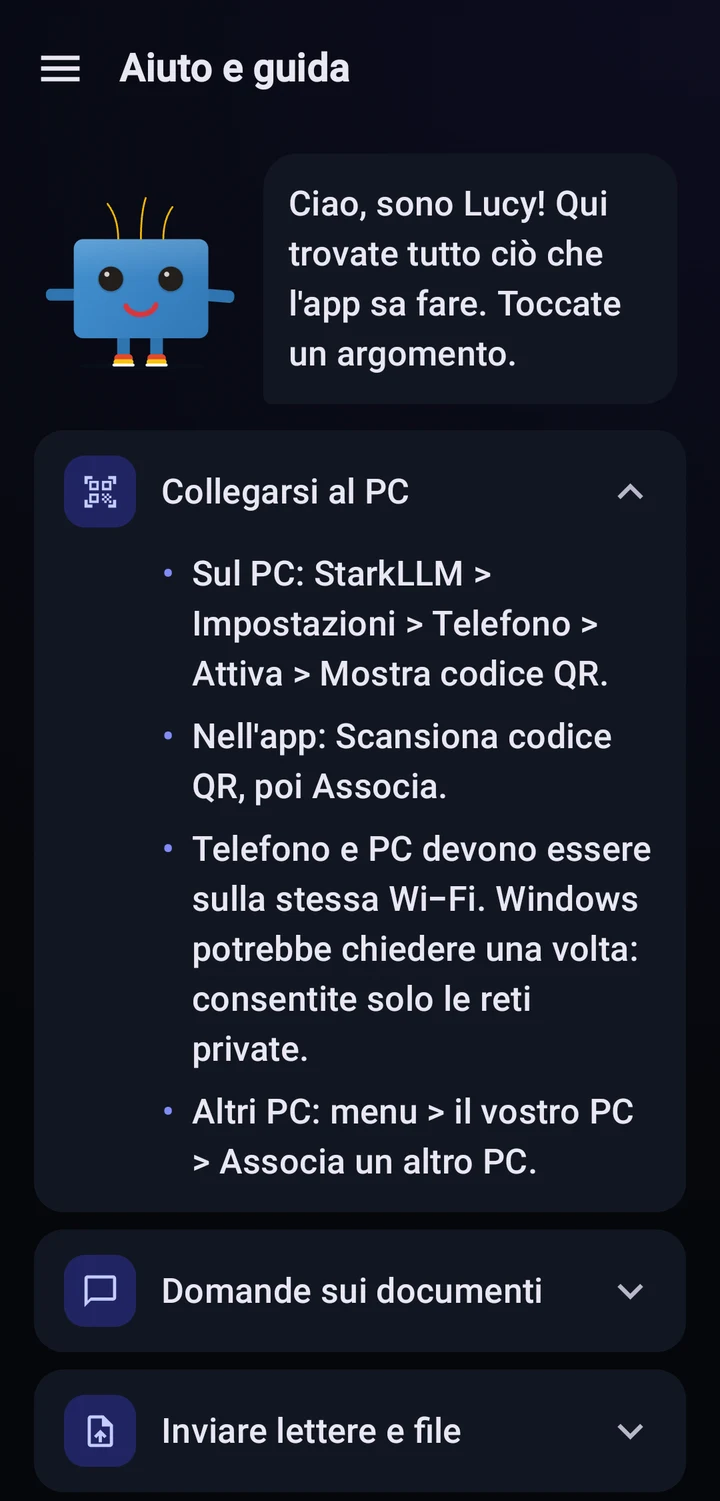 Aiuto e guida
Ciao, sono Lucy! Qui
trovate tutto ciò che
l'app sa fare. Toccate
un argomento.
Collegarsi al PC
• Sul PC: StarkLLM >
Impostazioni > Telefono >
Attiva > Mostra codice QR.
• Nell'app: Scansiona codice
QR, poi Associa.
• Telefono e PC devono essere
sulla stessa Wi-Fi. Windows
potrebbe chiedere una volta:
consentite solo le reti
private.
• Altri PC: menu > il vostro PC
> Associa un altro PC.
Domande sui documenti
Inviare lettere e file